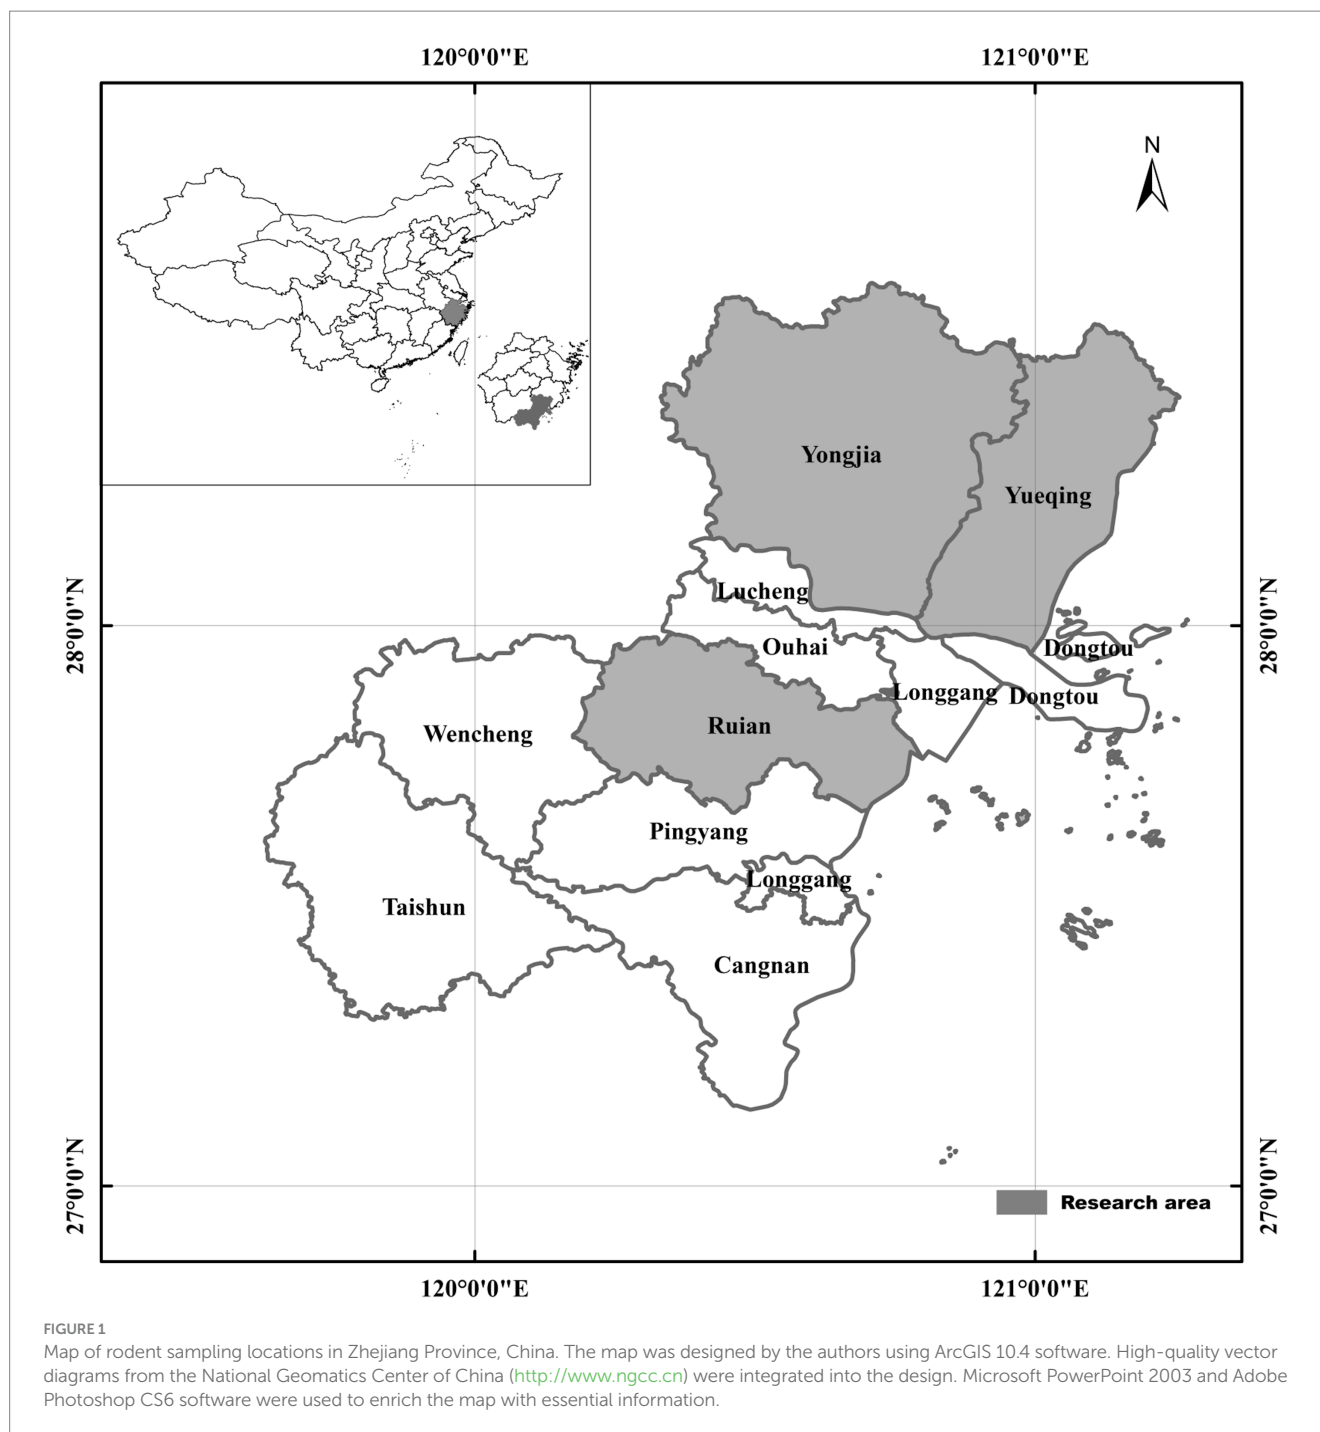 120°0'0"E
121°0'0"E
N
Yongjia
Yueqing
Lucheng
28°0'0"N
28°0'0"N
Ouhai
Dongtou
Longgang
Dongtou
Ruian
Wencheng
Pingyang
Longgang
Taishun
Cangnan
27°0'0"N
27°0'0"N
Research area
120°0'0"E
121°0'0"E
FIGURE 1
Map of rodent sampling locations in Zhejiang Province, China. The map was designed by the authors using ArcGIS 10.4 software. High-quality vector
diagrams from the National Geomatics Center of China (http://www.ngcc.cn) were integrated into the design. Microsoft PowerPoint 2003 and Adobe
Photoshop CS6 software were used to enrich the map with essential information.